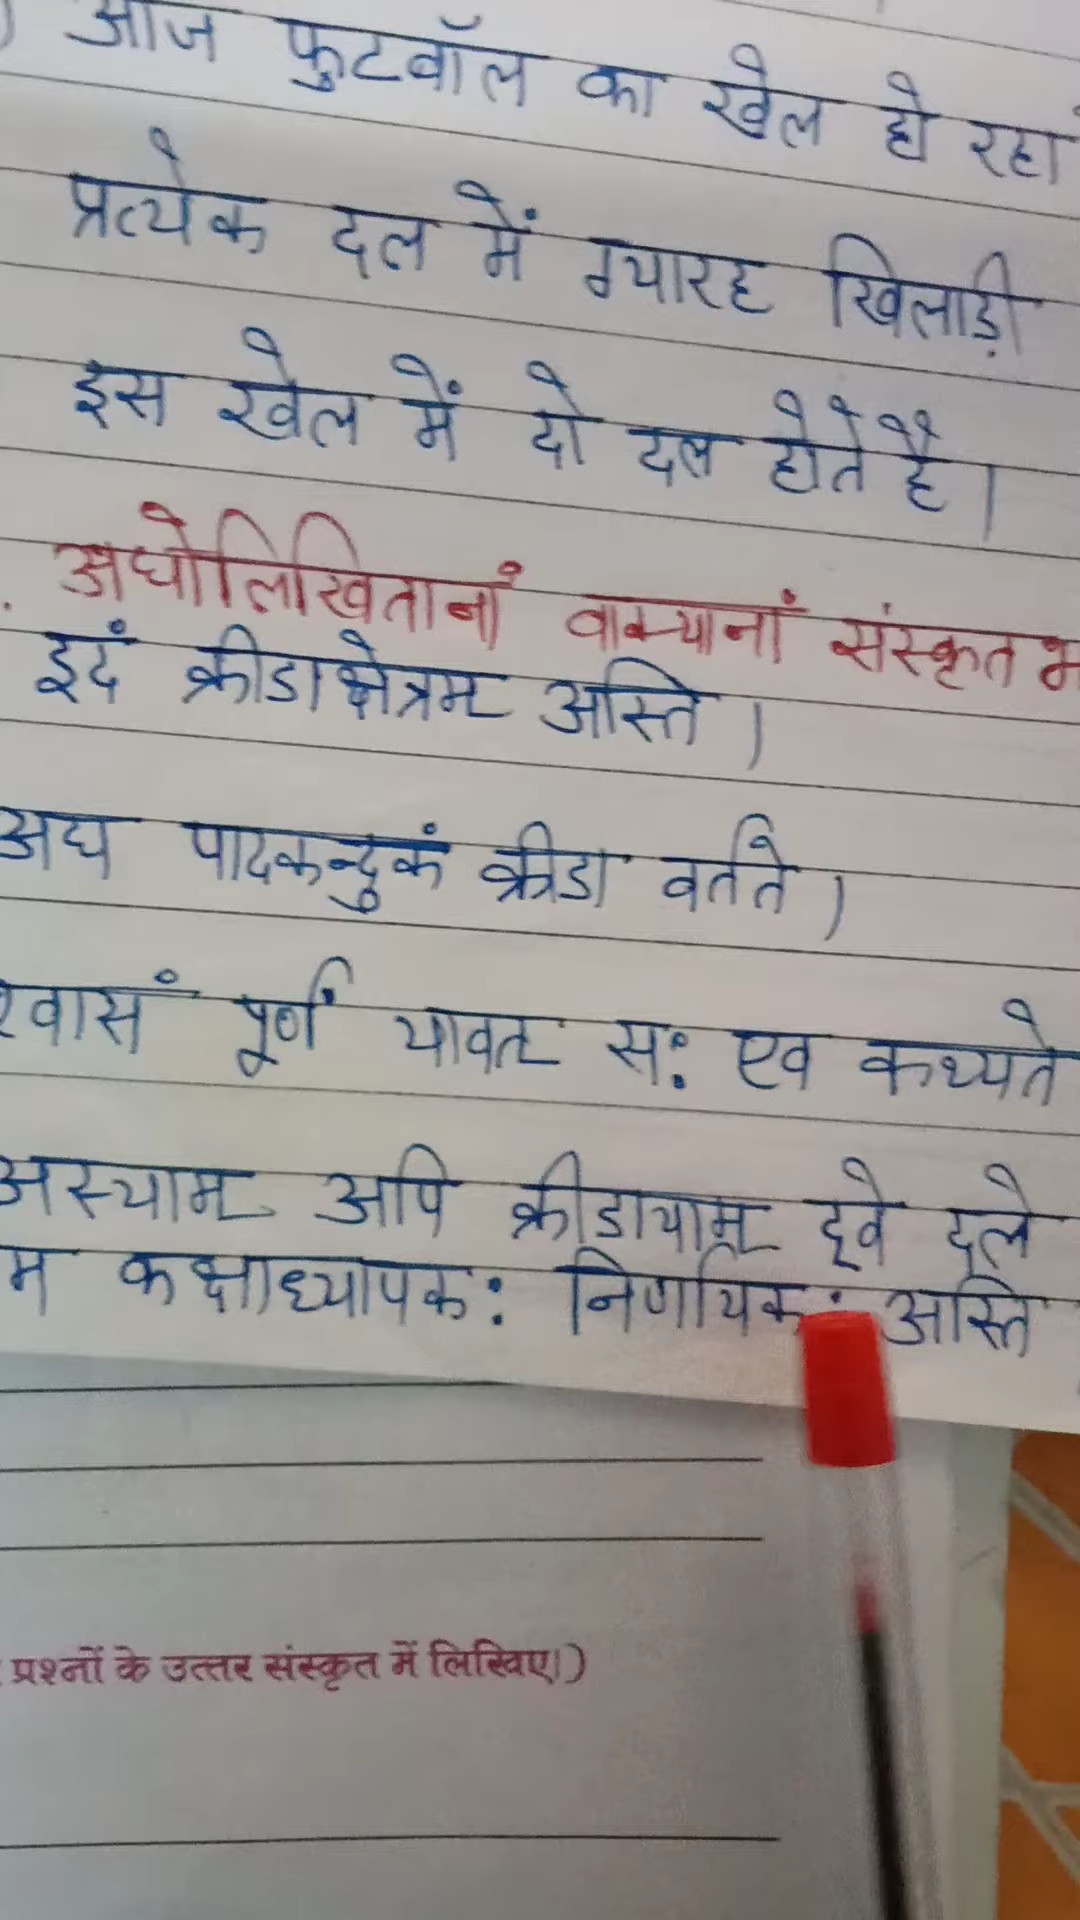 आज फुटबॉल का खेल हो रहा
प्रत्येक दल में ग्यारह खिलाड़ी
इस खेल में दो दल होते है।
अधोलिखितानां वाक्यानां संस्कृत
इदं क्रीडाक्षेत्रम् अस्ति।
अद्य पादकन्दुकं क्रीडा वर्तते।
श्वासं पूर्णं यावत् स: एव कथ्यते
अस्याम् अपि क्रीडायाम् द्वे दले
कक्षाध्यापक: निर्णायक: अस्ति
प्रश्नों के उत्तर संस्कृत में लिखिए।)